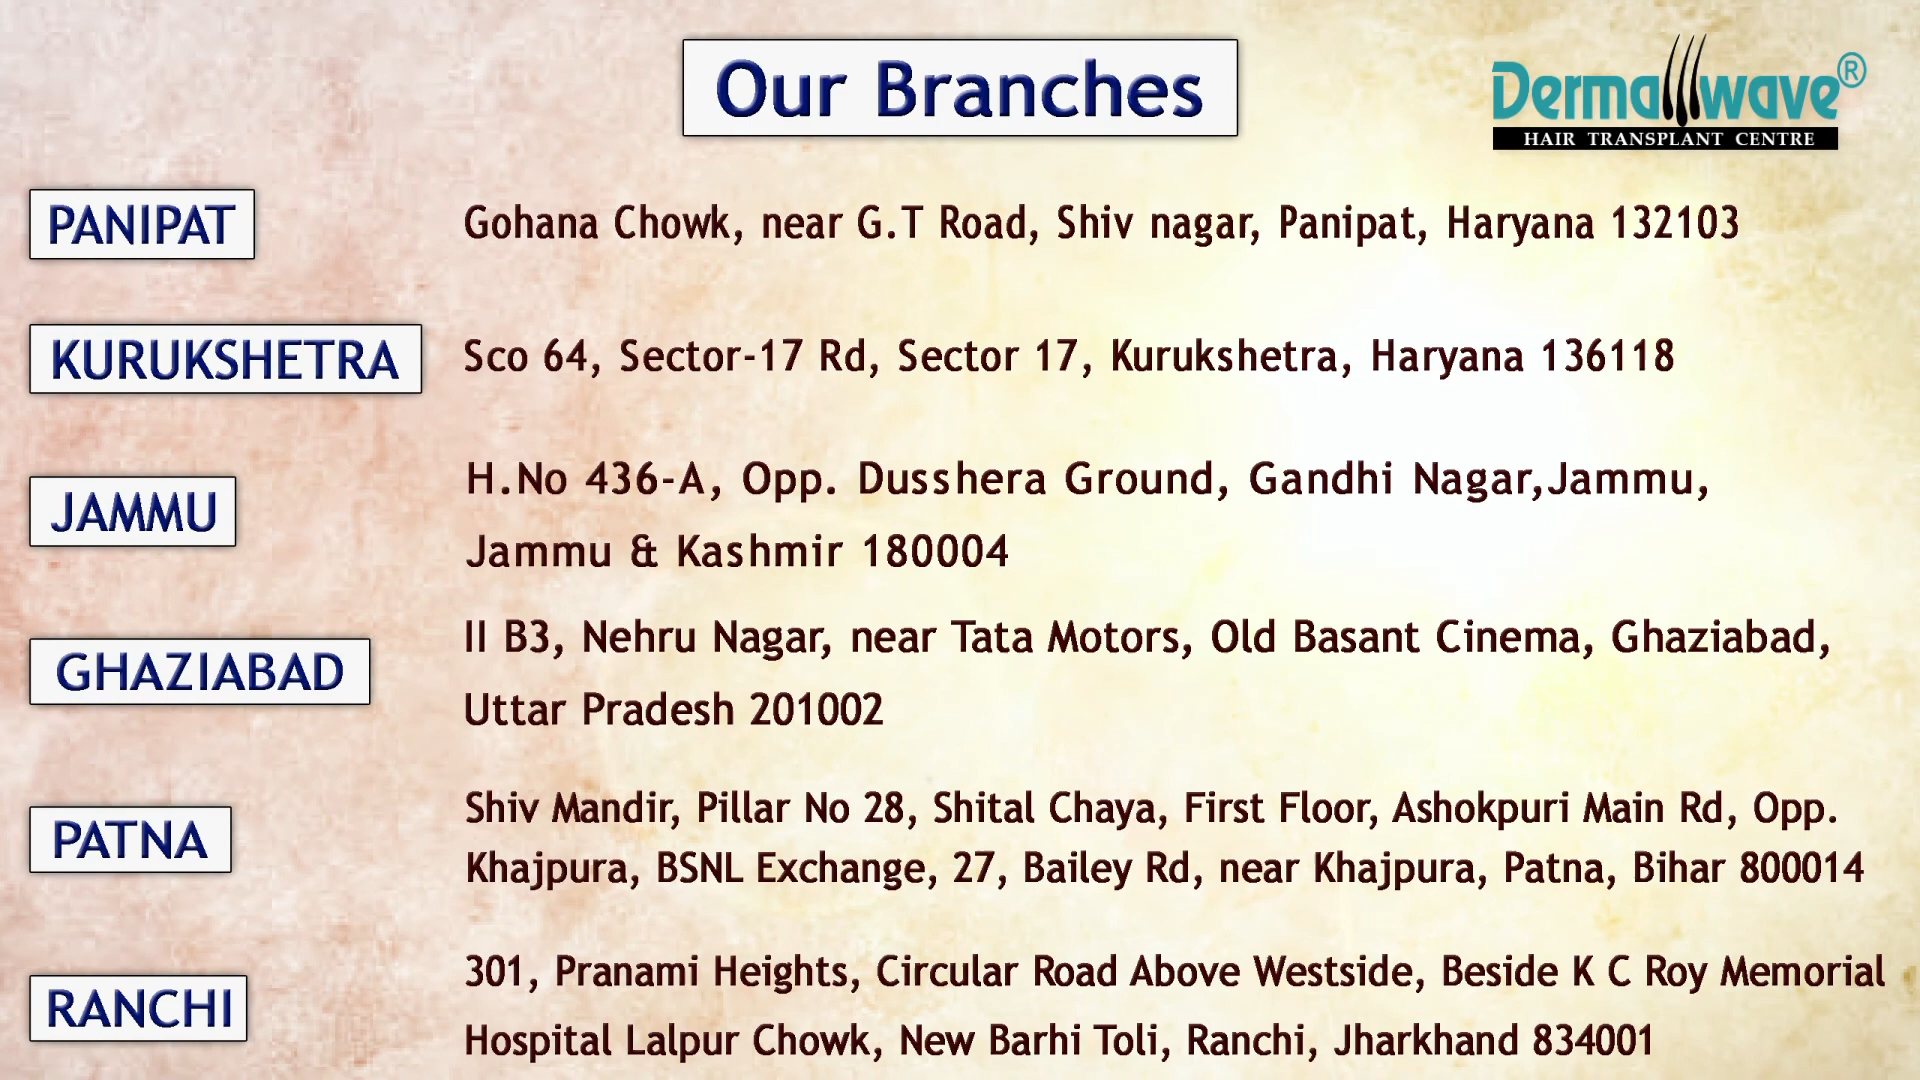 Our Branches
Dermawave®
HAIR TRANSPLANT CENTRE
PANIPAT
Gohana Chowk, near G.T Road, Shiv nagar, Panipat, Haryana 132103
KURUKSHETRA
Sco 64, Sector-17 Rd, Sector 17, Kurukshetra, Haryana 136118
JAMMU
H.No 436-A, Opp. Dusshera Ground, Gandhi Nagar,Jammu,
Jammu & Kashmir 180004
GHAZIABAD
II B3, Nehru Nagar, near Tata Motors, Old Basant Cinema, Ghaziabad,
Uttar Pradesh 201002
PATNA
Shiv Mandir, Pillar No 28, Shital Chaya, First Floor, Ashokpuri Main Rd, Opp.
Khajpura, BSNL Exchange, 27, Bailey Rd, near Khajpura, Patna, Bihar 800014
RANCHI
301, Pranami Heights, Circular Road Above Westside, Beside K C Roy Memorial
Hospital Lalpur Chowk, New Barhi Toli, Ranchi, Jharkhand 834001